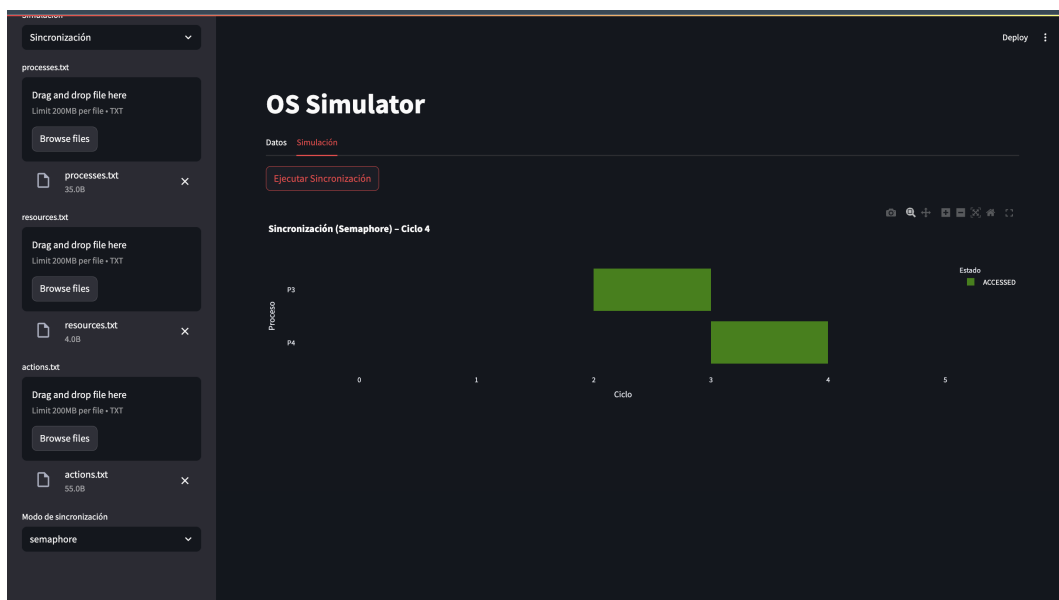 Simulación
Sincronización
processes.txt
Drag and drop file here
Limit 200MB per file • TXT
Browse files
processes.txt
35.0B
resources.txt
Drag and drop file here
Limit 200MB per file • TXT
Browse files
resources.txt
4.0B
actions.txt
Drag and drop file here
Limit 200MB per file • TXT
Browse files
actions.txt
55.0B
Modo de sincronización
semaphore
Deploy
OS Simulator
Datos Simulación
Ejecutar Sincronización
Sincronización (Semaphore) – Ciclo 4
Estado
ACCESSED
Proceso
P3
P4
0 1 2 3 4 5
Ciclo